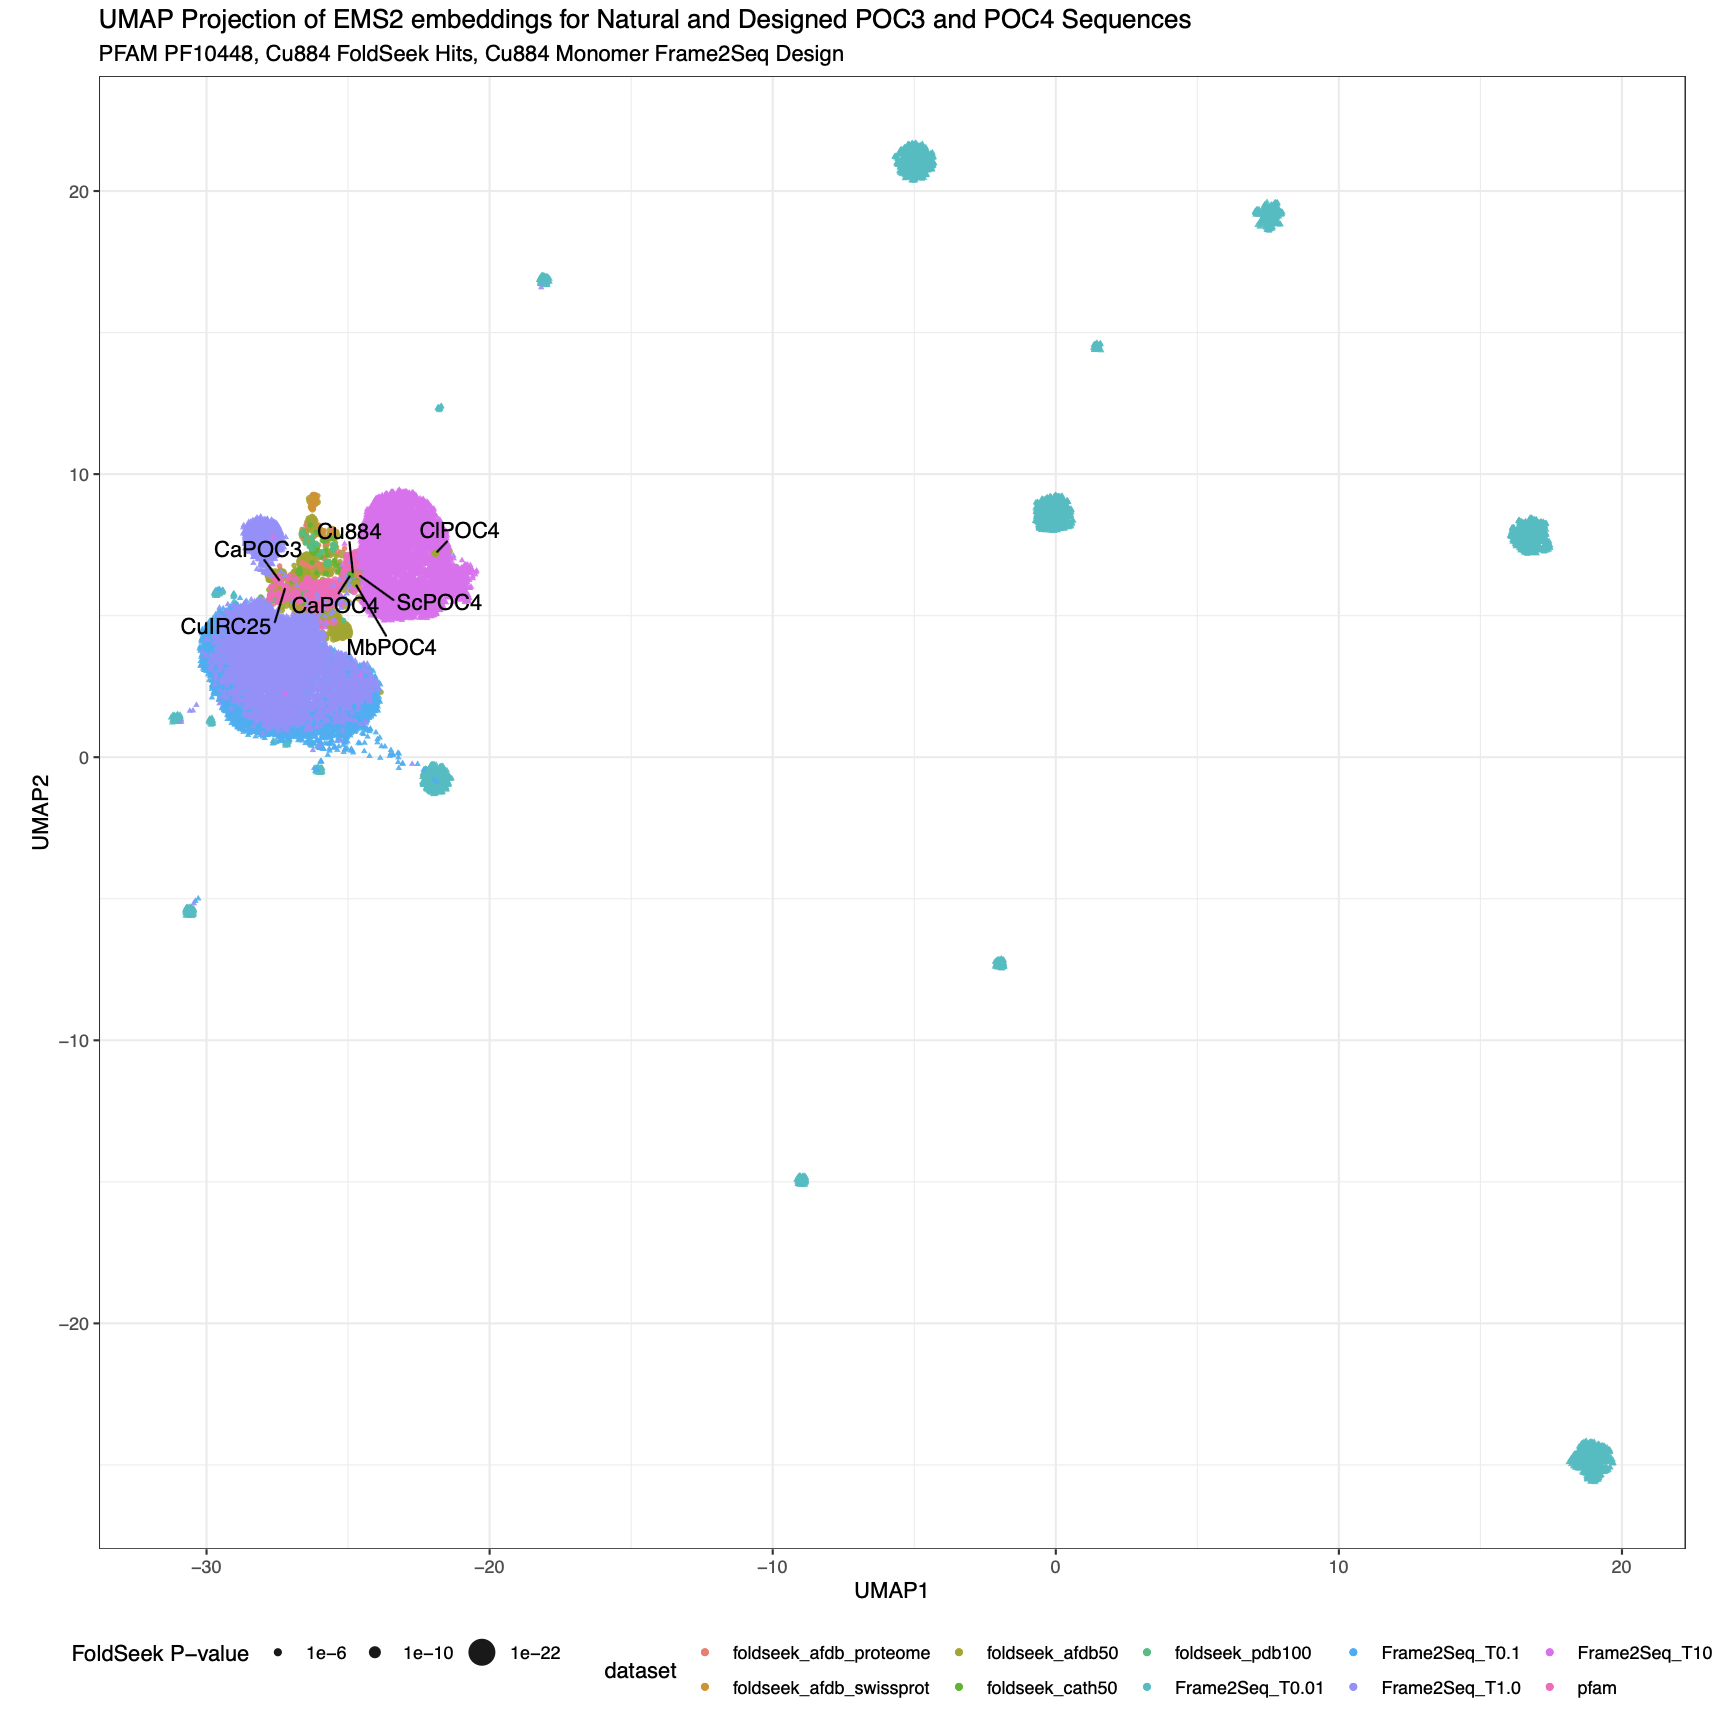 UMAP Projection of EMS2 embeddings for Natural and Designed POC3 and POC4 Sequences
PFAM PF10448, Cu884 FoldSeek Hits, Cu884 Monomer Frame2Seq Design
20
10
0
−10
−20
UMAP2
Cu884
ClPOC4
CaPOC3
CaPOC4
ScPOC4
CuIRC25
MbPOC4
−30
−20
−10
0
10
20
UMAP1
FoldSeek P−value
1e−6
1e−10
1e−22
dataset
foldseek_afdb_proteome
foldseek_afdb50
foldseek_pdb100
Frame2Seq_T0.1
Frame2Seq_T10
foldseek_afdb_swissprot
foldseek_cath50
Frame2Seq_T0.01
Frame2Seq_T1.0
pfam